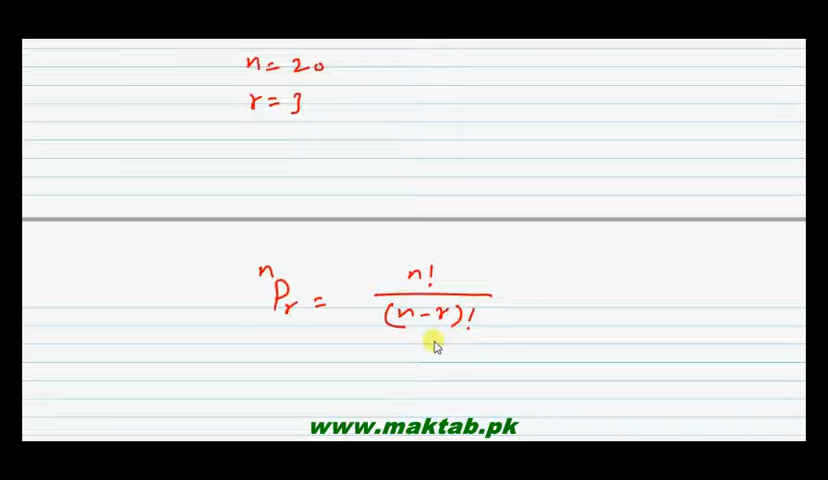 n = 20
r = 3
nPr = n! / (n-r)!
www.maktab.pk